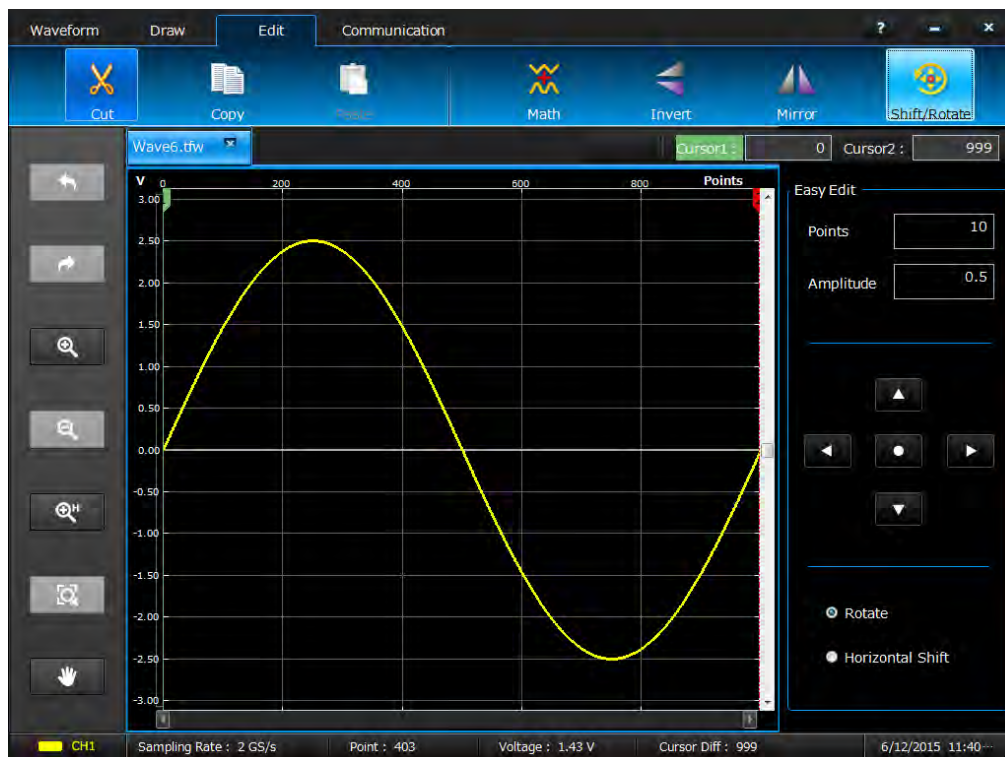 Waveform Draw Edit Communication ?
Cut Copy Paste Math Invert Mirror Shift/Rotate
Wave6.tfw Cursor1 : 0 Cursor2 : 999
V 0 200 400 600 800 Points
3.00
2.50
2.00
1.50
1.00
0.50
0.00
-0.50
-1.00
-1.50
-2.00
-2.50
-3.00
H
Easy Edit
Points 10
Amplitude 0.5
Rotate
Horizontal Shift
CH1 Sampling Rate : 2 GS/s Point : 403 Voltage : 1.43 V Cursor Diff : 999 6/12/2015 11:40